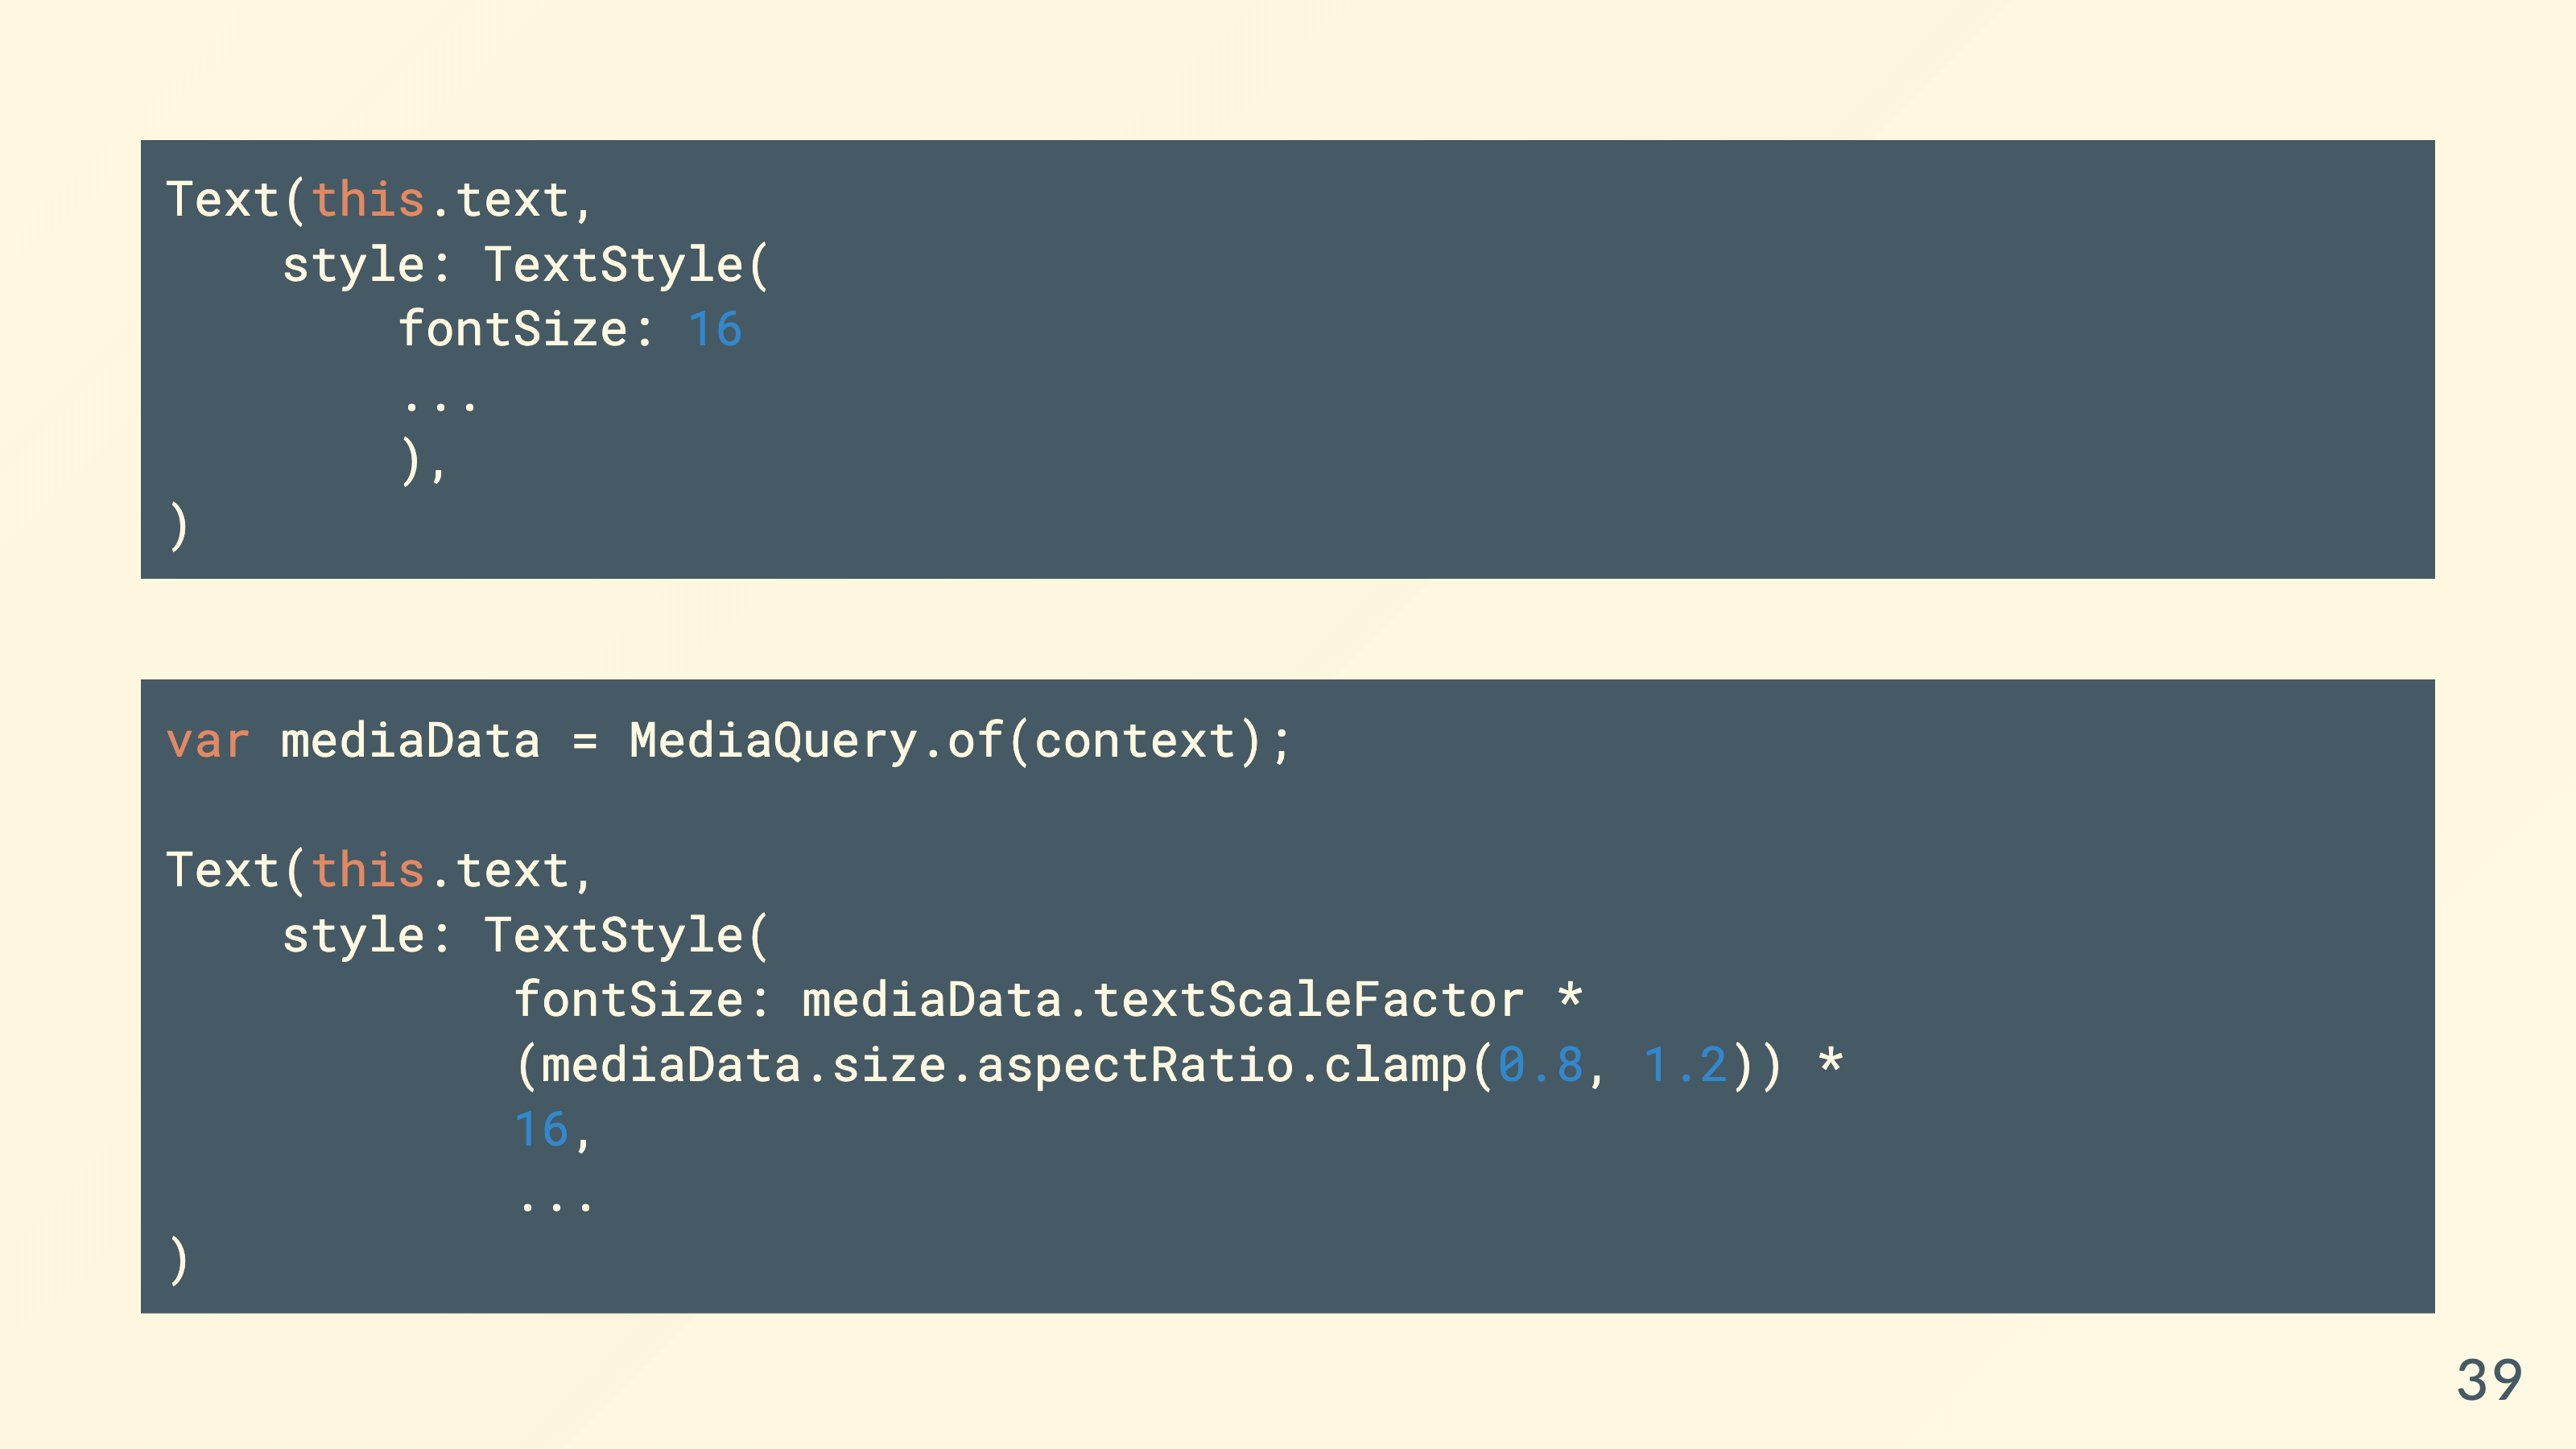 Text(this.text,
    style: TextStyle(
        fontSize: 16
        ...
        ),
)
var mediaData = MediaQuery.of(context);
Text(this.text,
    style: TextStyle(
            fontSize: mediaData.textScaleFactor *
            (mediaData.size.aspectRatio.clamp(0.8, 1.2)) *
            16,
            ...
)
39